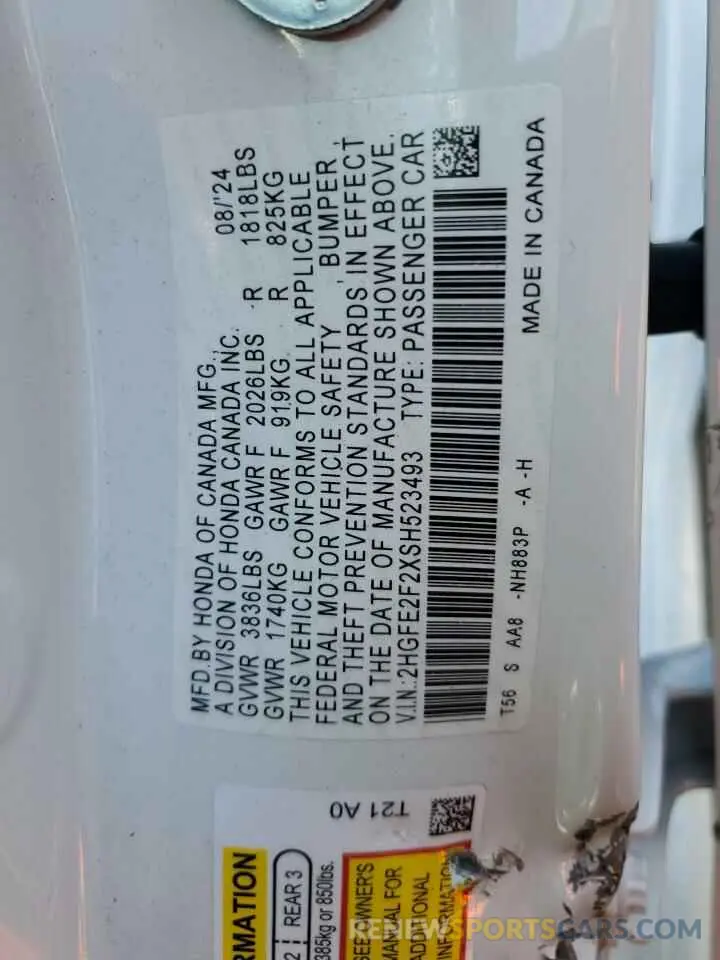 MFD.BY HONDA OF CANADA MFG.,
A DIVISION OF HONDA CANADA INC. 08/'24
GVWR 3836LBS GAWR F 2026LBS R 1818LBS
GVWR 1740KG GAWR F 919KG R 825KG
THIS VEHICLE CONFORMS TO ALL APPLICABLE
FEDERAL MOTOR VEHICLE SAFETY, BUMPER,
AND THEFT PREVENTION STANDARDS, IN EFFECT
ON THE DATE OF MANUFACTURE SHOWN ABOVE.
V.I.N.:2HGFE2F2XSH523493 TYPE: PASSENGER CAR
T56 S AA8 -NH883P -A -H
MADE IN CANADA
T21 A0
RMATION
2 REAR 3
385kg or 850lbs.
SEE OWNER'S
MANUAL FOR
ADDITIONAL
INFORMATION
RENEWSPORTSCARS.COM